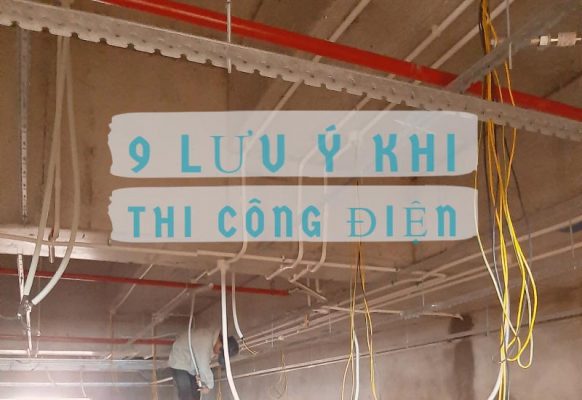 9 LƯU Ý KHI
THI CÔNG ĐIỆN